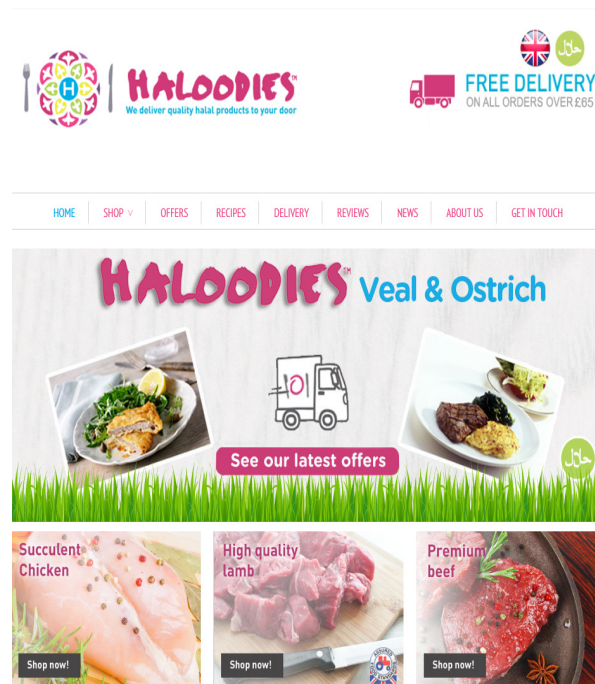 حلال
H HALOODIES™
We deliver quality halal products to your door
FREE DELIVERY
ON ALL ORDERS OVER £65
HOME SHOP OFFERS RECIPES DELIVERY REVIEWS NEWS ABOUT US GET IN TOUCH
HALOODIES™ Veal & Ostrich
See our latest offers
حلال
Succulent
Chicken
High quality
lamb
Premium
beef
ASSURED
Shop now!
Shop now!
Shop now!